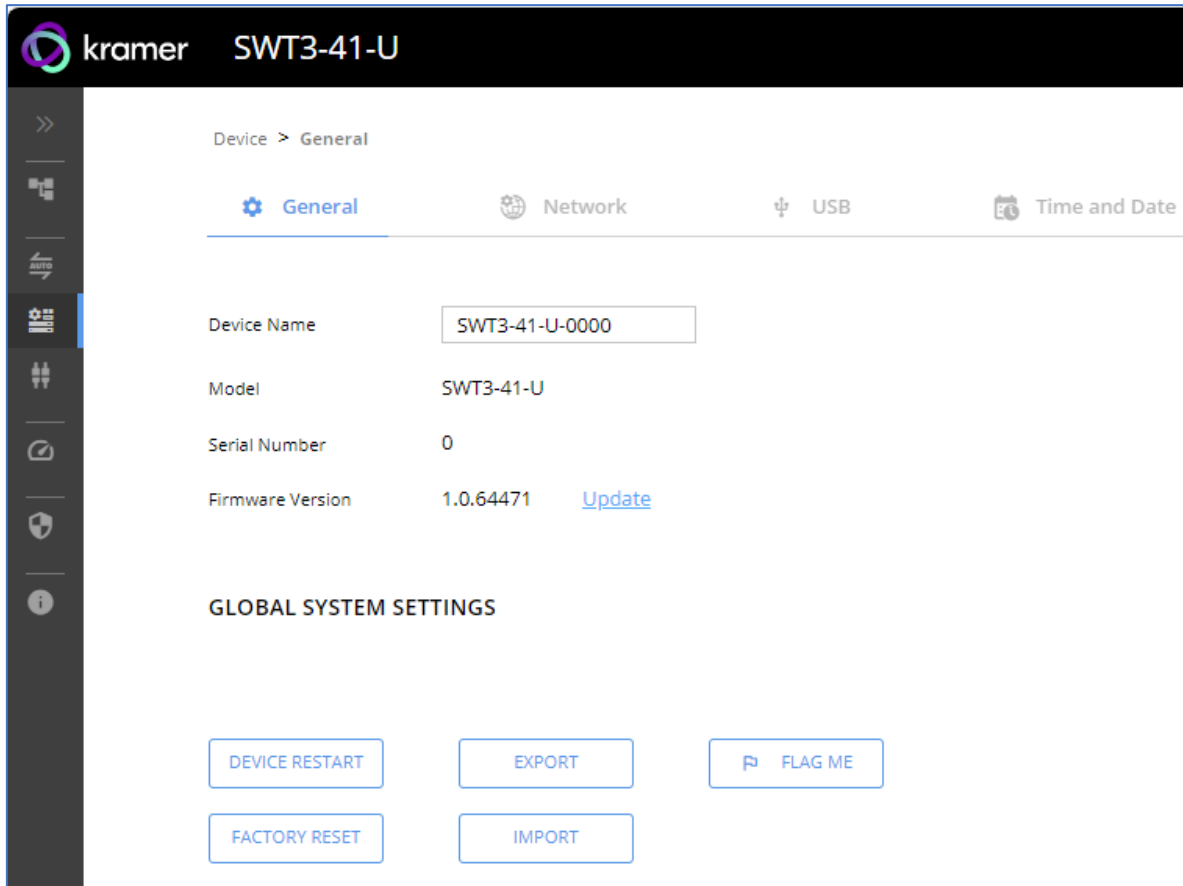 kramer SWT3-41-U
Device > General
General Network USB Time and Date
AUTO
Device Name SWT3-41-U-0000
Model SWT3-41-U
Serial Number 0
Firmware Version 1.0.64471 Update
GLOBAL SYSTEM SETTINGS
DEVICE RESTART EXPORT FLAG ME
FACTORY RESET IMPORT